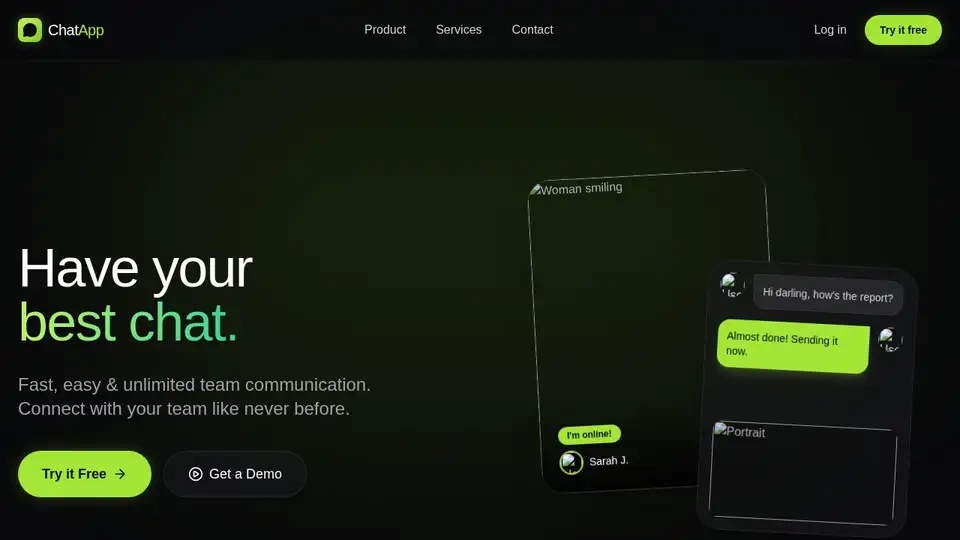 ChatApp
Product
Services
Contact
Log in
Try it free
Have your
best chat.
Fast, easy & unlimited team communication.
Connect with your team like never before.
Try it Free
Get a Demo
Woman smiling
I'm online!
Sarah J.
Hi darling, how's the report?
Almost done! Sending it
now.
Portrait